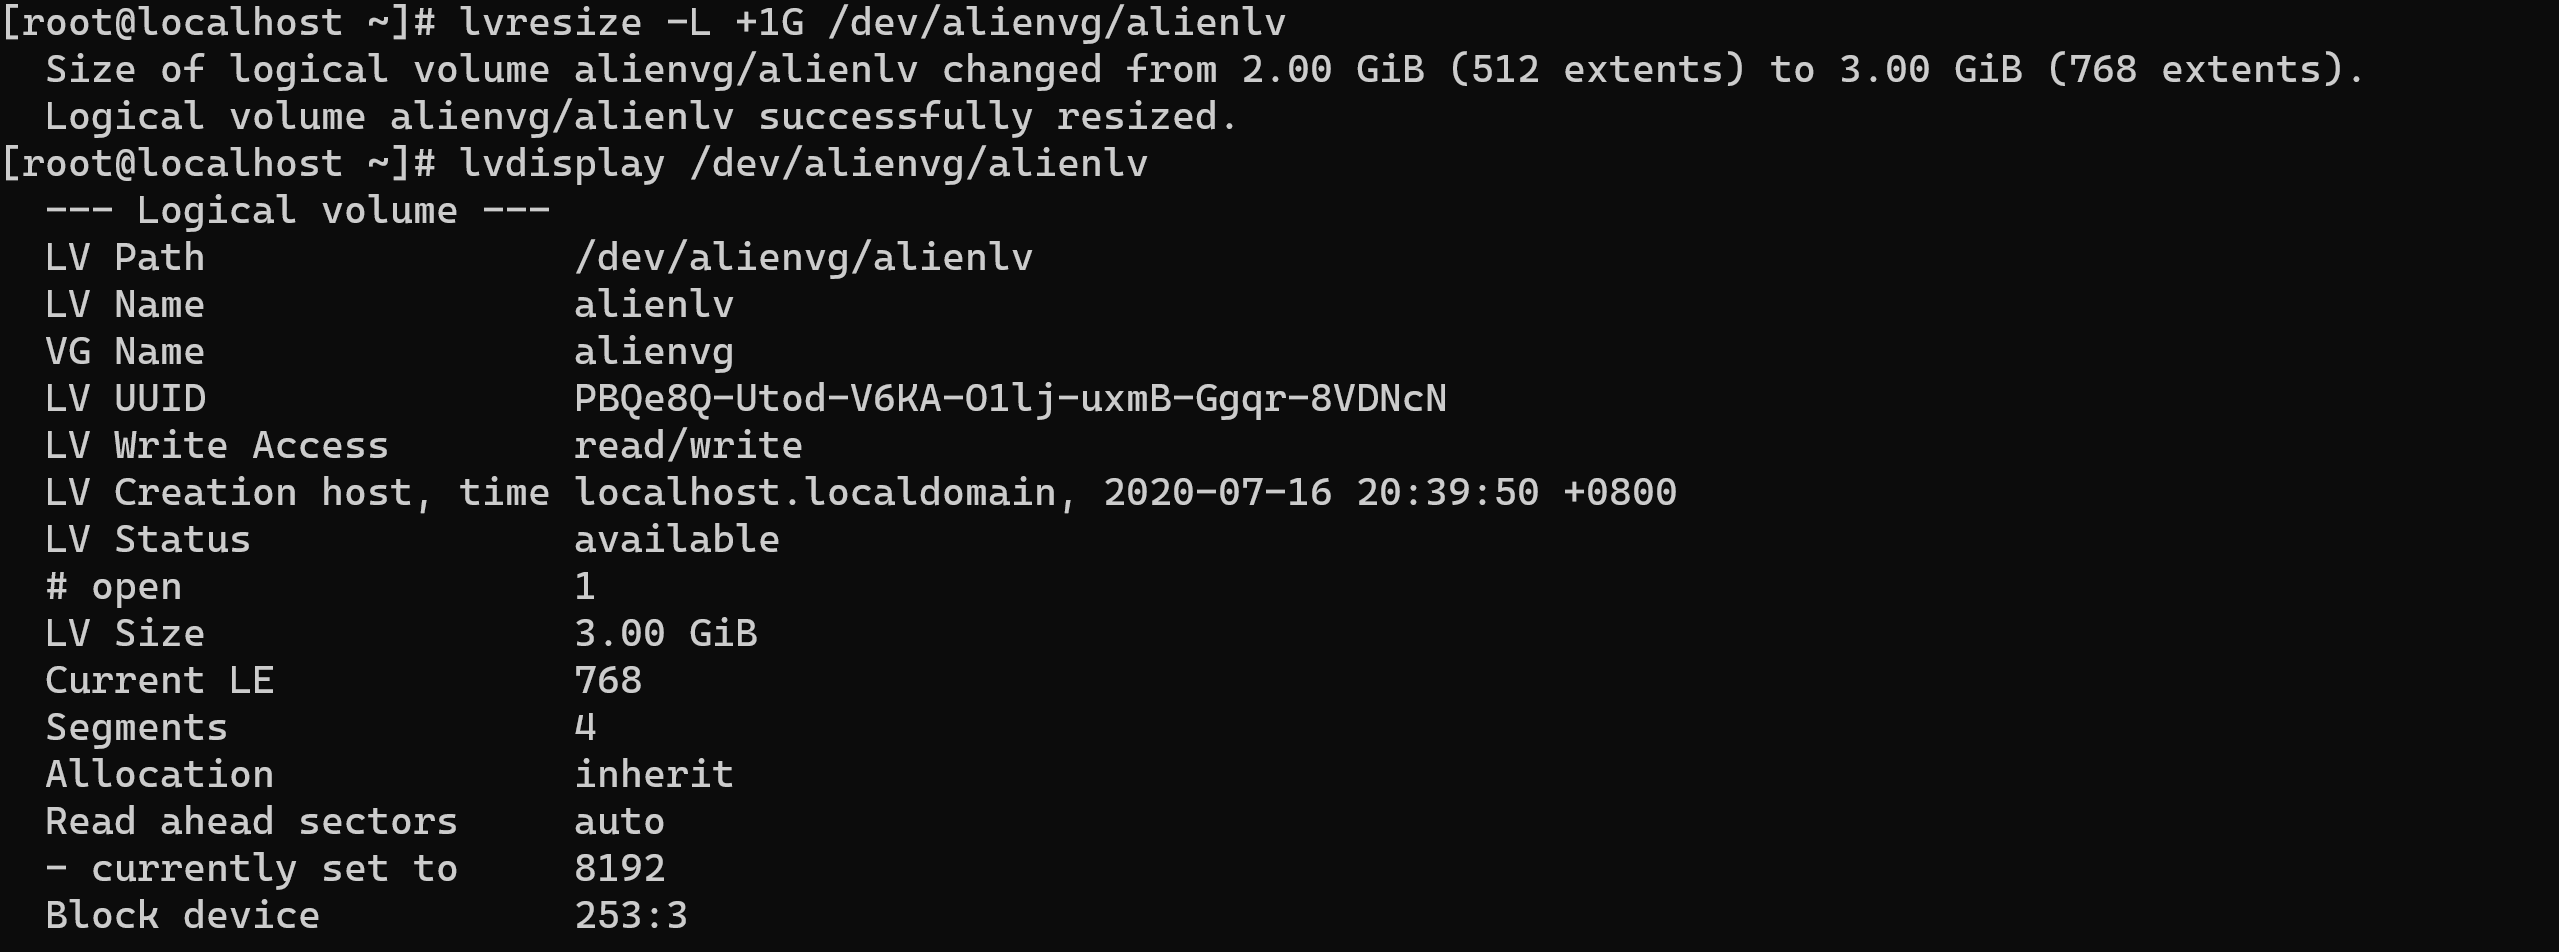 [root@localhost ~]# lvresize -L +1G /dev/alienvg/alienlv
  Size of logical volume alienvg/alienlv changed from 2.00 GiB (512 extents) to 3.00 GiB (768 extents).
  Logical volume alienvg/alienlv successfully resized.
[root@localhost ~]# lvdisplay /dev/alienvg/alienlv
  --- Logical volume ---
  LV Path                /dev/alienvg/alienlv
  LV Name                alienlv
  VG Name                alienvg
  LV UUID                PBQe8Q-Utod-V6KA-O1lj-uxmB-Ggqr-8VDNcN
  LV Write Access        read/write
  LV Creation host, time localhost.localdomain, 2020-07-16 20:39:50 +0800
  LV Status              available
  # open                 1
  LV Size                3.00 GiB
  Current LE             768
  Segments               4
  Allocation             inherit
  Read ahead sectors     auto
  - currently set to     8192
  Block device           253:3